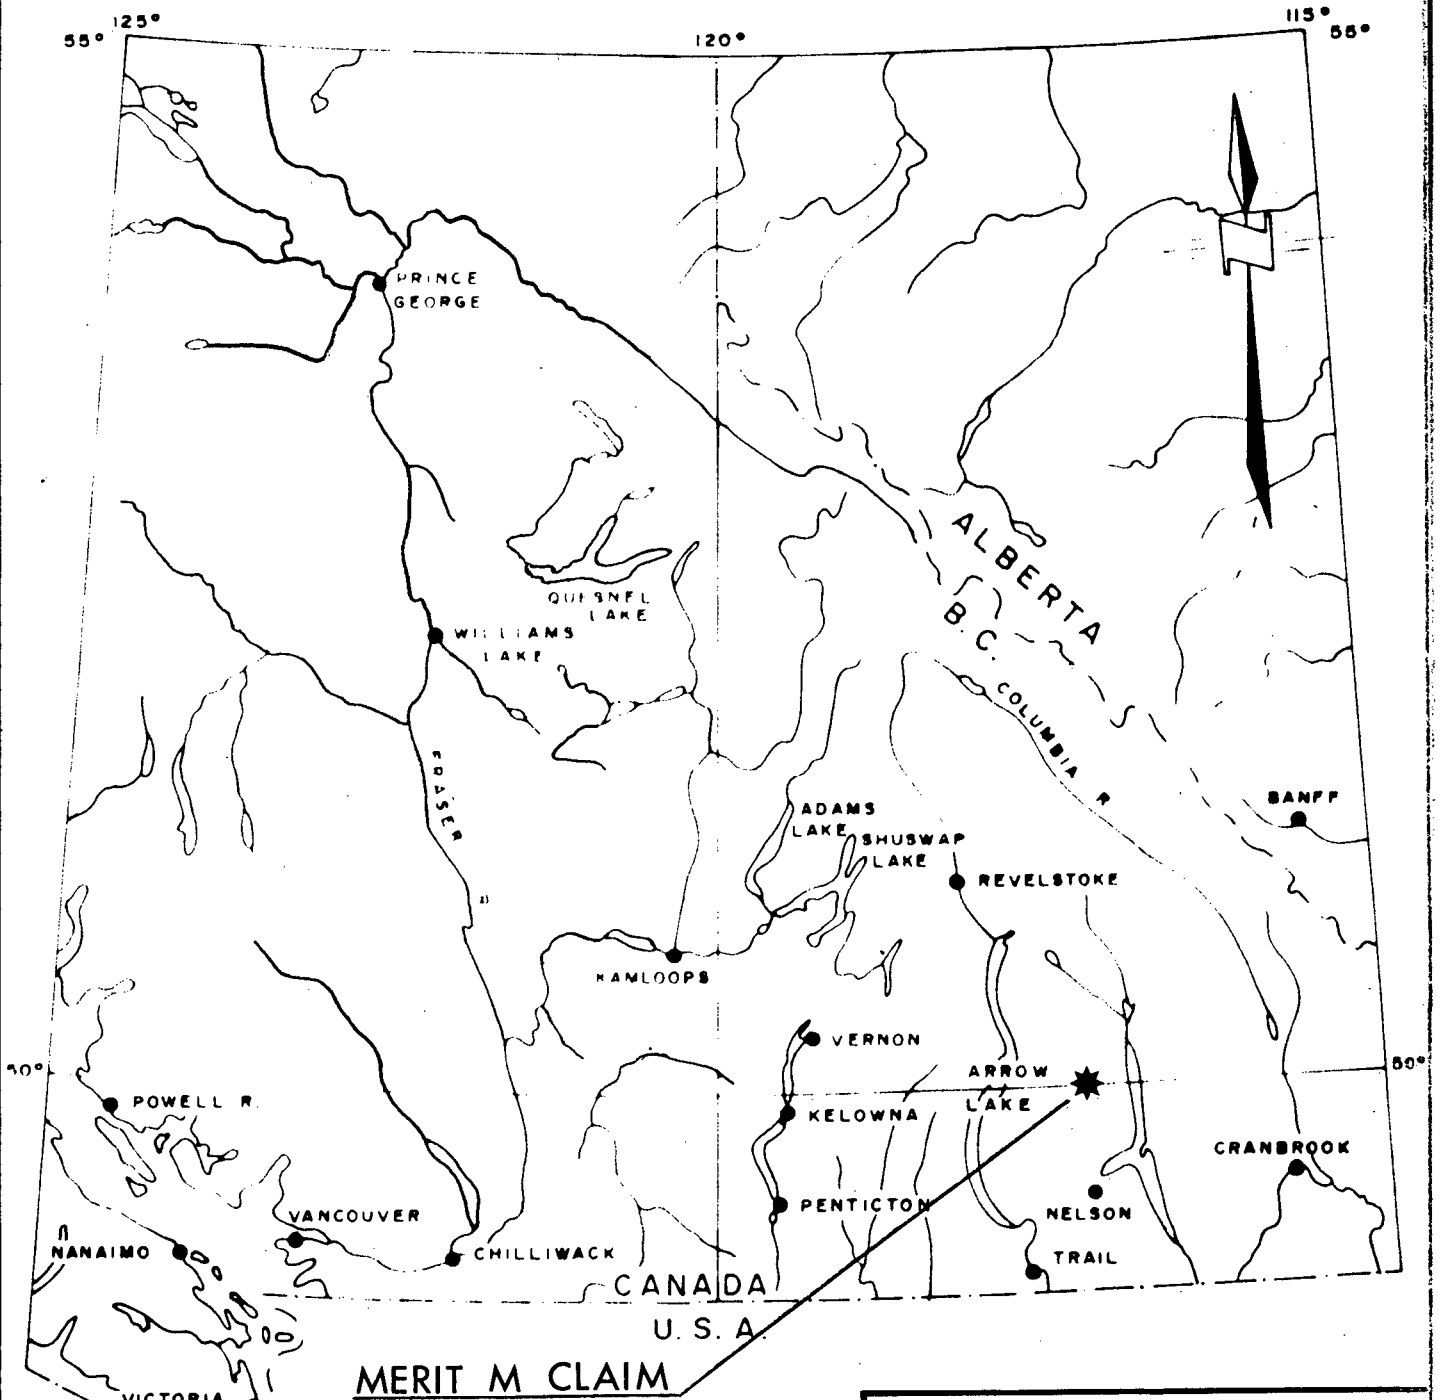 125°
115°
55°
120°
55°
PRINCE
GEORGE
ALBERTA
B.C.
QUESNEL
LAKE
WILLIAMS
LAKE
COLUMBIA R
FRASER
BANFF
ADAMS
LAKE
SHUSWAP
LAKE
REVELSTOKE
KAMLOOPS
VERNON
50°
ARROW
LAKE
50°
POWELL R.
KELOWNA
CRANBROOK
PENTICTON
NELSON
VANCOUVER
NANAIMO
CHILLIWACK
TRAIL
CANADA
U.S.A.
MERIT M CLAIM
VICTORIA